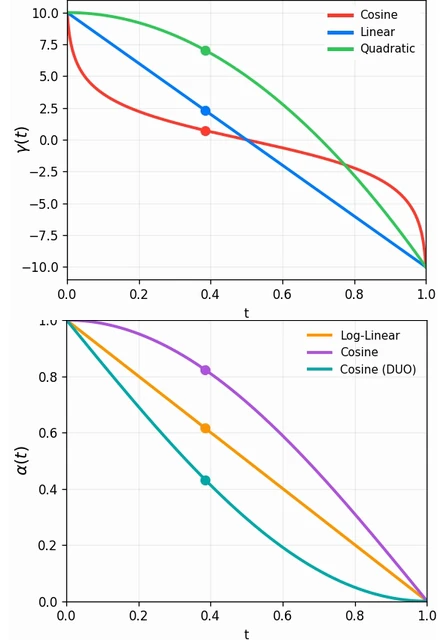 10.0
7.5
5.0
2.5
0.0
−2.5
−5.0
−7.5
−10.0
γ(t)
Cosine
Linear
Quadratic
0.0 0.2 0.4 0.6 0.8 1.0
t
1.0
0.8
0.6
0.4
0.2
0.0
α(t)
Log-Linear
Cosine
Cosine (DUO)
0.0 0.2 0.4 0.6 0.8 1.0
t